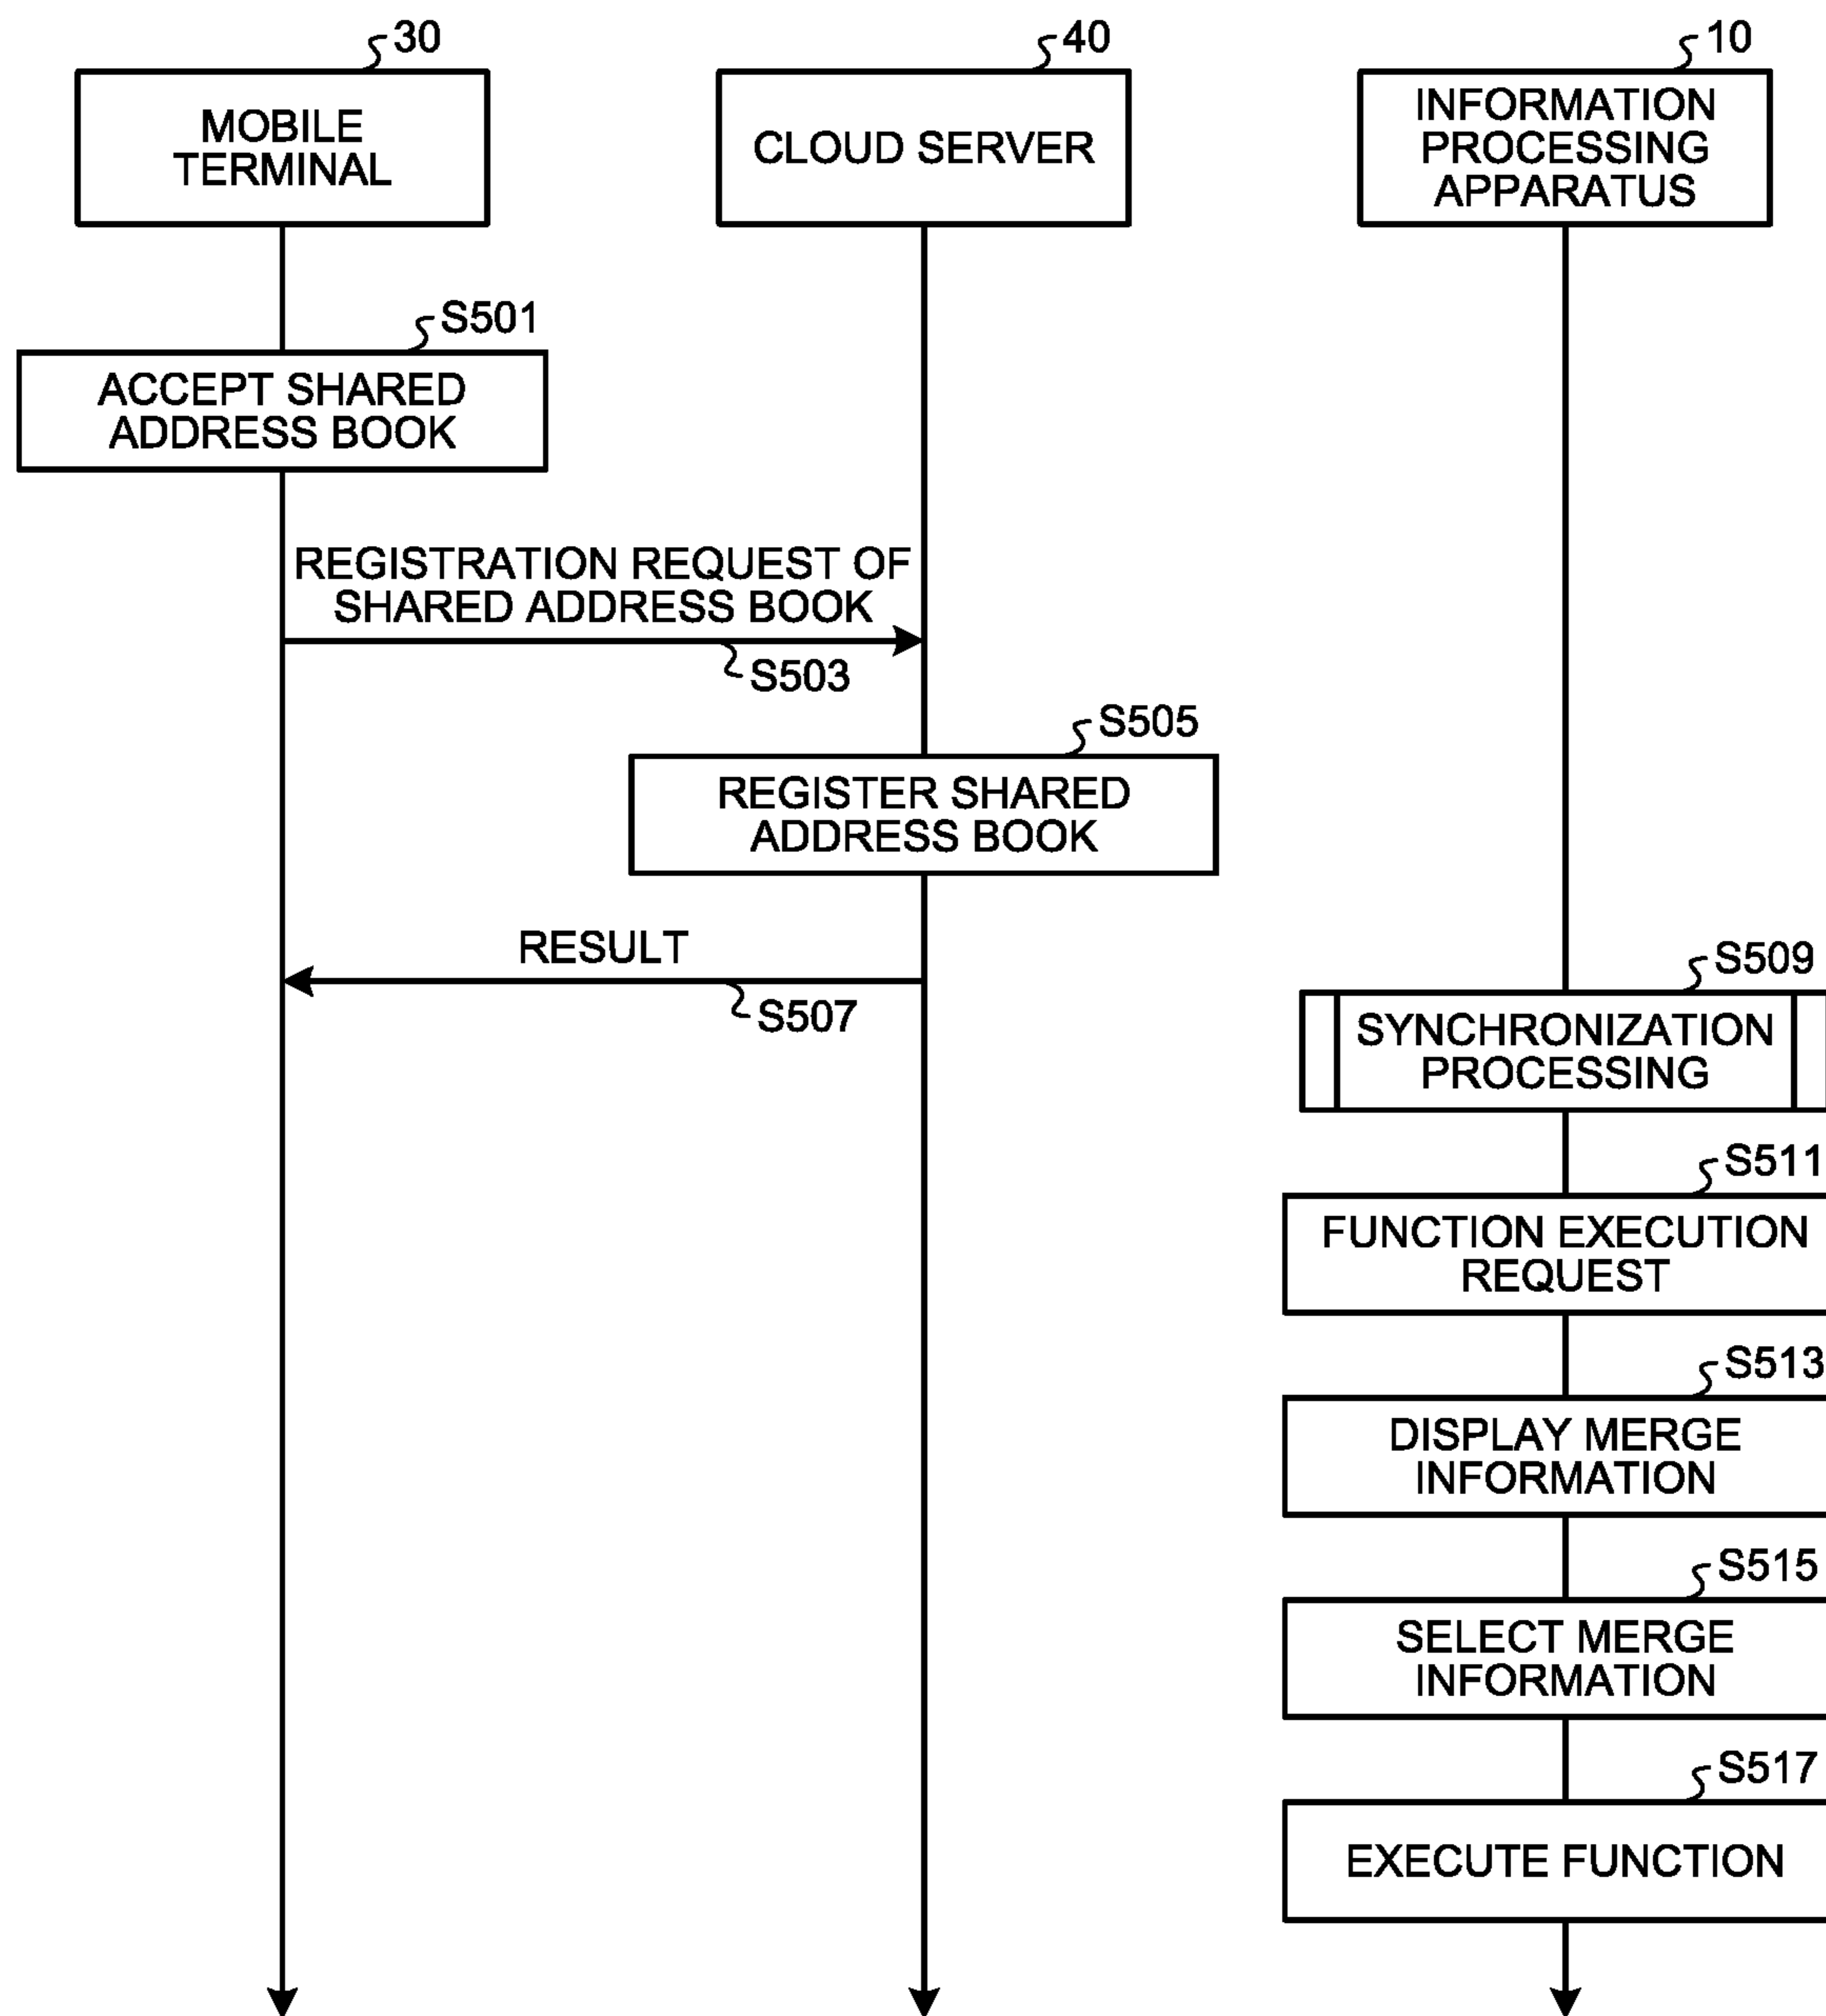 30
40
10
MOBILE
TERMINAL
CLOUD SERVER
INFORMATION
PROCESSING
APPARATUS
S501
ACCEPT SHARED
ADDRESS BOOK
REGISTRATION REQUEST OF
SHARED ADDRESS BOOK
S503
S505
REGISTER SHARED
ADDRESS BOOK
RESULT
S507
S509
SYNCHRONIZATION
PROCESSING
S511
FUNCTION EXECUTION
REQUEST
S513
DISPLAY MERGE
INFORMATION
S515
SELECT MERGE
INFORMATION
S517
EXECUTE FUNCTION